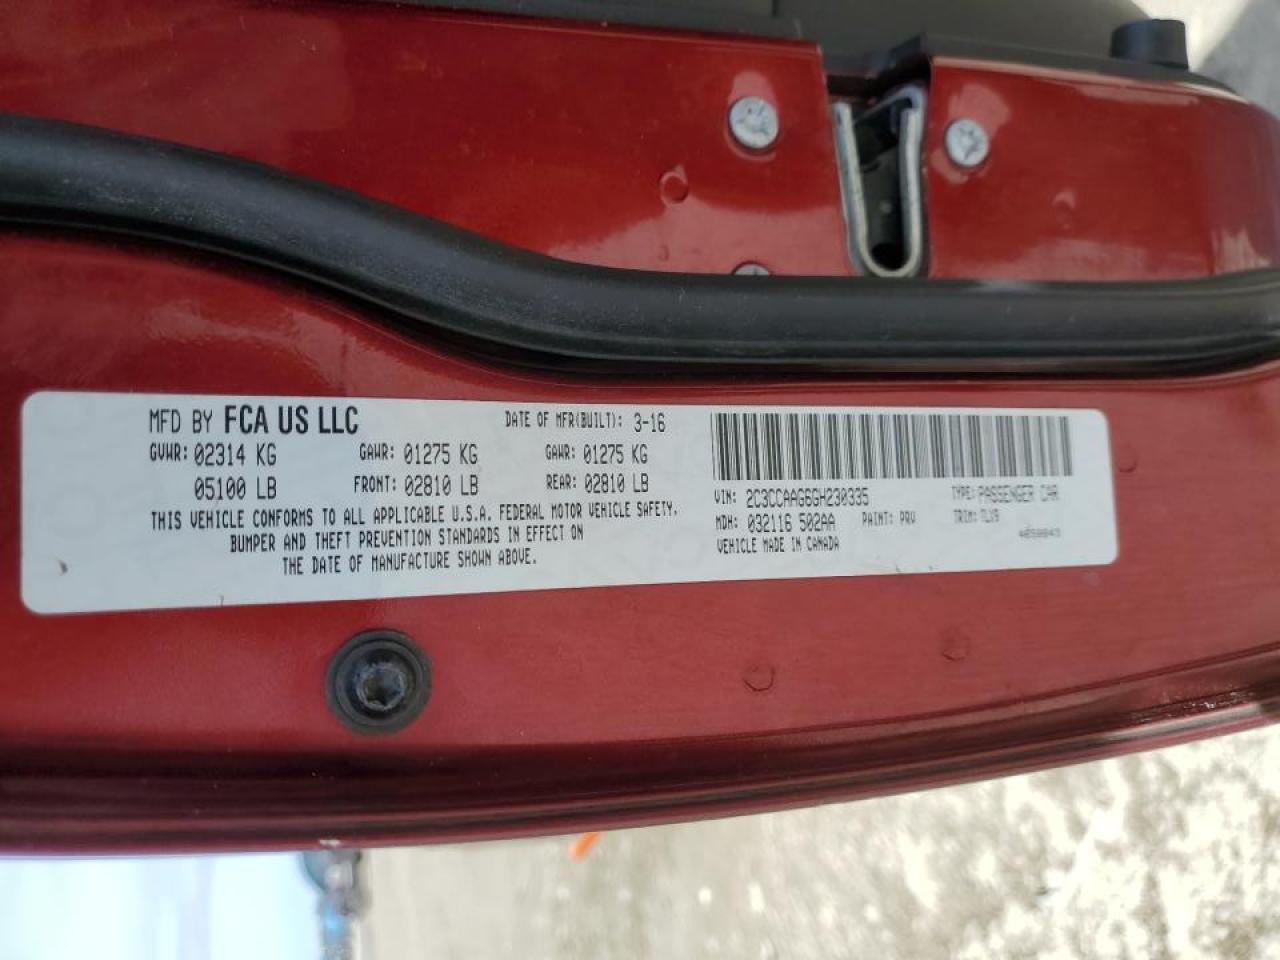 MFD BY FCA US LLC DATE OF MFR(BUILT): 3-16
GVWR: 02314 KG GAWR: 01275 KG GAWR: 01275 KG
05100 LB FRONT: 02810 LB REAR: 02810 LB
THIS VEHICLE CONFORMS TO ALL APPLICABLE U.S.A. FEDERAL MOTOR VEHICLE SAFETY,
BUMPER AND THEFT PREVENTION STANDARDS IN EFFECT ON
THE DATE OF MANUFACTURE SHOWN ABOVE.
VIN: 2C3CCAAG6GH230335 TYPE: PASSENGER CAR
MDH: 032116 502AA PAINT: PRV TRIM: TLX9
VEHICLE MADE IN CANADA